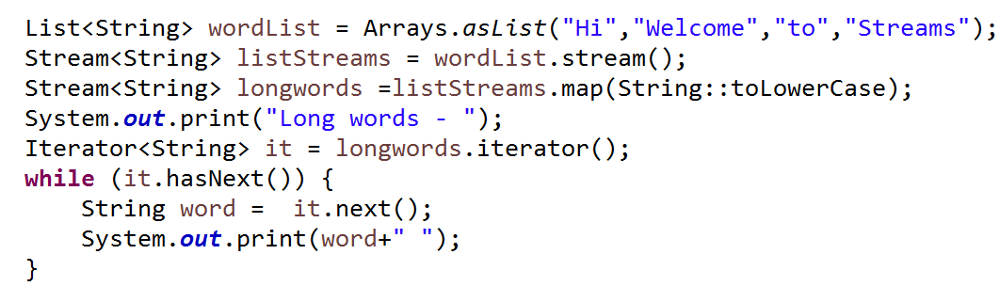 List<String> wordList = Arrays.asList("Hi","Welcome","to","Streams");
Stream<String> listStreams = wordList.stream();
Stream<String> longwords =listStreams.map(String::toLowerCase);
System.out.print("Long words - ");
Iterator<String> it = longwords.iterator();
while (it.hasNext()) {
    String word =  it.next();
    System.out.print(word+" ");
}